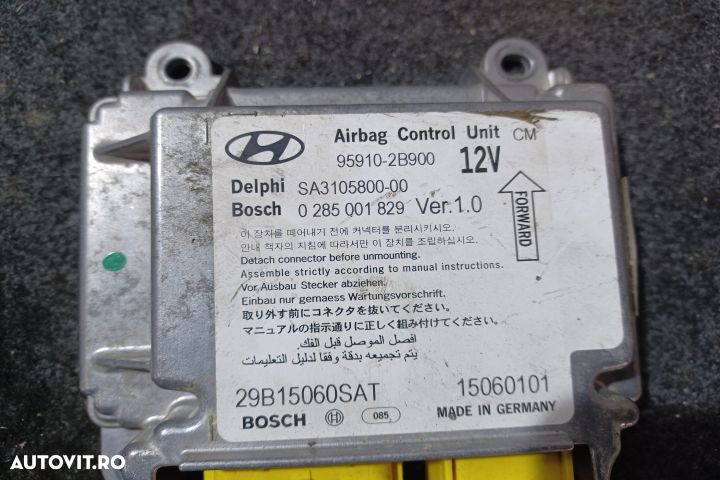 Airbag Control Unit CM
95910-2B900 12V
Delphi SA3105800-00
Bosch 0 285 001 829 Ver.1.0
FORWARD
이 장치를 떼어내기 전에 커넥터를 분리시키시오.
안내 책자의 지침에 따라서만 이 장치를 조립하십시오.
Detach connector before unmounting.
Assemble strictly according to manual instructions.
Vor Ausbau Stecker abziehen.
Einbau nur gemaess Wartungsvorschrift.
取り外す前にコネクタを抜いてください。
マニュアルの指示通りに正しく組み付けてください。
افصل الموصل قبل الفك.
يتم تجميعه بدقة وفقا لدليل التعليمات
29B15060SAT 15060101
BOSCH H 085 MADE IN GERMANY
AUTOVIT.RO